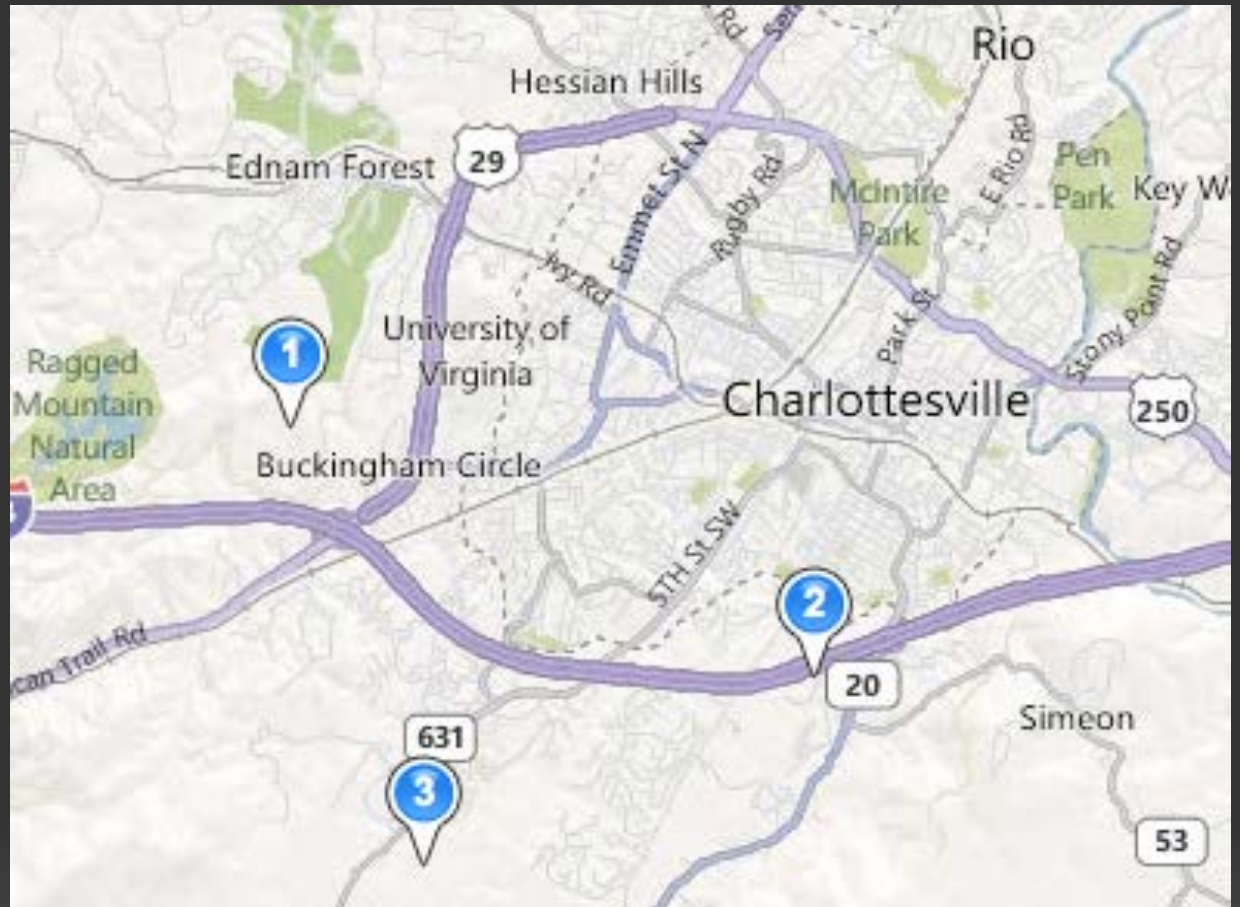 Rd
Rio
Hessian Hills
29
Ednam Forest
Emmet St N
Rugby Rd
E Rio Rd
Pen
Park
Key W
McIntire
Park
Ivy Rd
Stony Pont Rd
Park St
University of
Virginia
1
Ragged
Mountain
Natural
Area
Charlottesville
250
Buckingham Circle
5TH St SW
2
20
can Trail Rd
Simeon
631
3
53